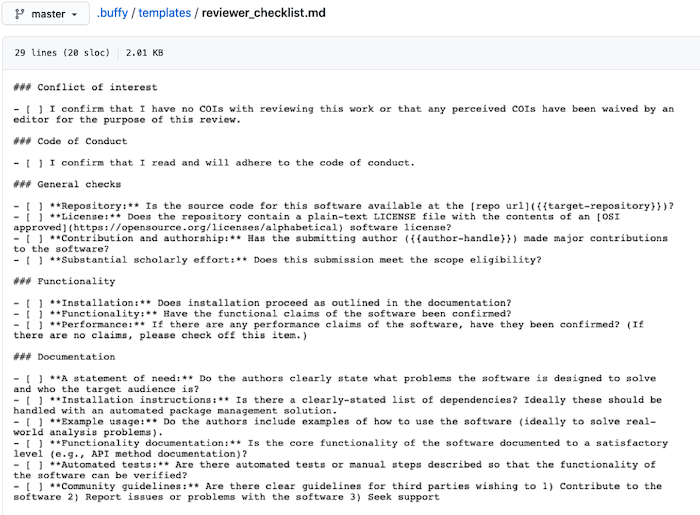 master
.buffy / templates / reviewer_checklist.md
29 lines (20 sloc) 2.01 KB
### Conflict of interest
- [ ] I confirm that I have no COIs with reviewing this work or that any perceived COIs have been waived by an
editor for the purpose of this review.
### Code of Conduct
- [ ] I confirm that I read and will adhere to the code of conduct.
### General checks
- [ ] **Repository:** Is the source code for this software available at the [repo url]({{target-repository}})?
- [ ] **License:** Does the repository contain a plain-text LICENSE file with the contents of an [OSI
approved](https://opensource.org/licenses/alphabetical) software license?
- [ ] **Contribution and authorship:** Has the submitting author ({{author-handle}}) made major contributions
to the software?
- [ ] **Substantial scholarly effort:** Does this submission meet the scope eligibility?
### Functionality
- [ ] **Installation:** Does installation proceed as outlined in the documentation?
- [ ] **Functionality:** Have the functional claims of the software been confirmed?
- [ ] **Performance:** If there are any performance claims of the software, have they been confirmed? (If
there are no claims, please check off this item.)
### Documentation
- [ ] **A statement of need:** Do the authors clearly state what problems the software is designed to solve
and who the target audience is?
- [ ] **Installation instructions:** Is there a clearly-stated list of dependencies? Ideally these should be
handled with an automated package management solution.
- [ ] **Example usage:** Do the authors include examples of how to use the software (ideally to solve real-
world analysis problems).
- [ ] **Functionality documentation:** Is the core functionality of the software documented to a satisfactory
level (e.g., API method documentation)?
- [ ] **Automated tests:** Are there automated tests or manual steps described so that the functionality of
the software can be verified?
- [ ] **Community guidelines:** Are there clear guidelines for third parties wishing to 1) Contribute to the
software 2) Report issues or problems with the software 3) Seek support